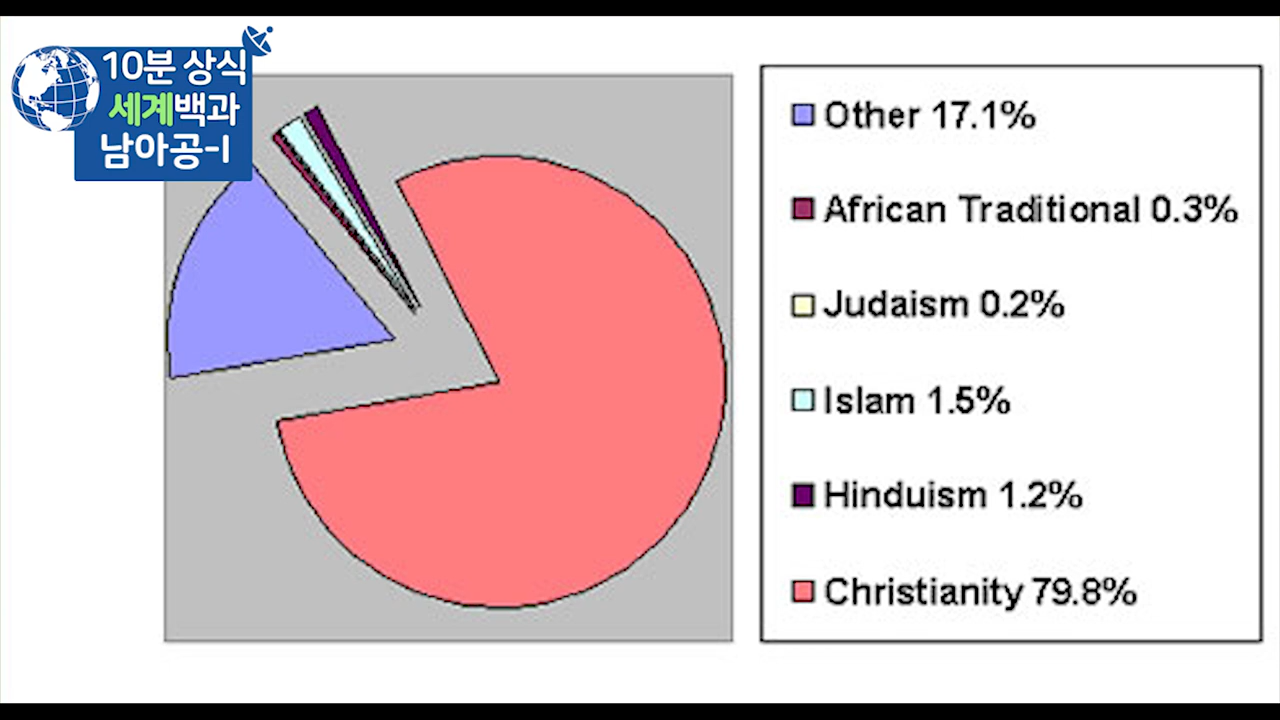 10분 상식
세계백과
남아공-I
Other 17.1%
African Traditional 0.3%
Judaism 0.2%
Islam 1.5%
Hinduism 1.2%
Christianity 79.8%